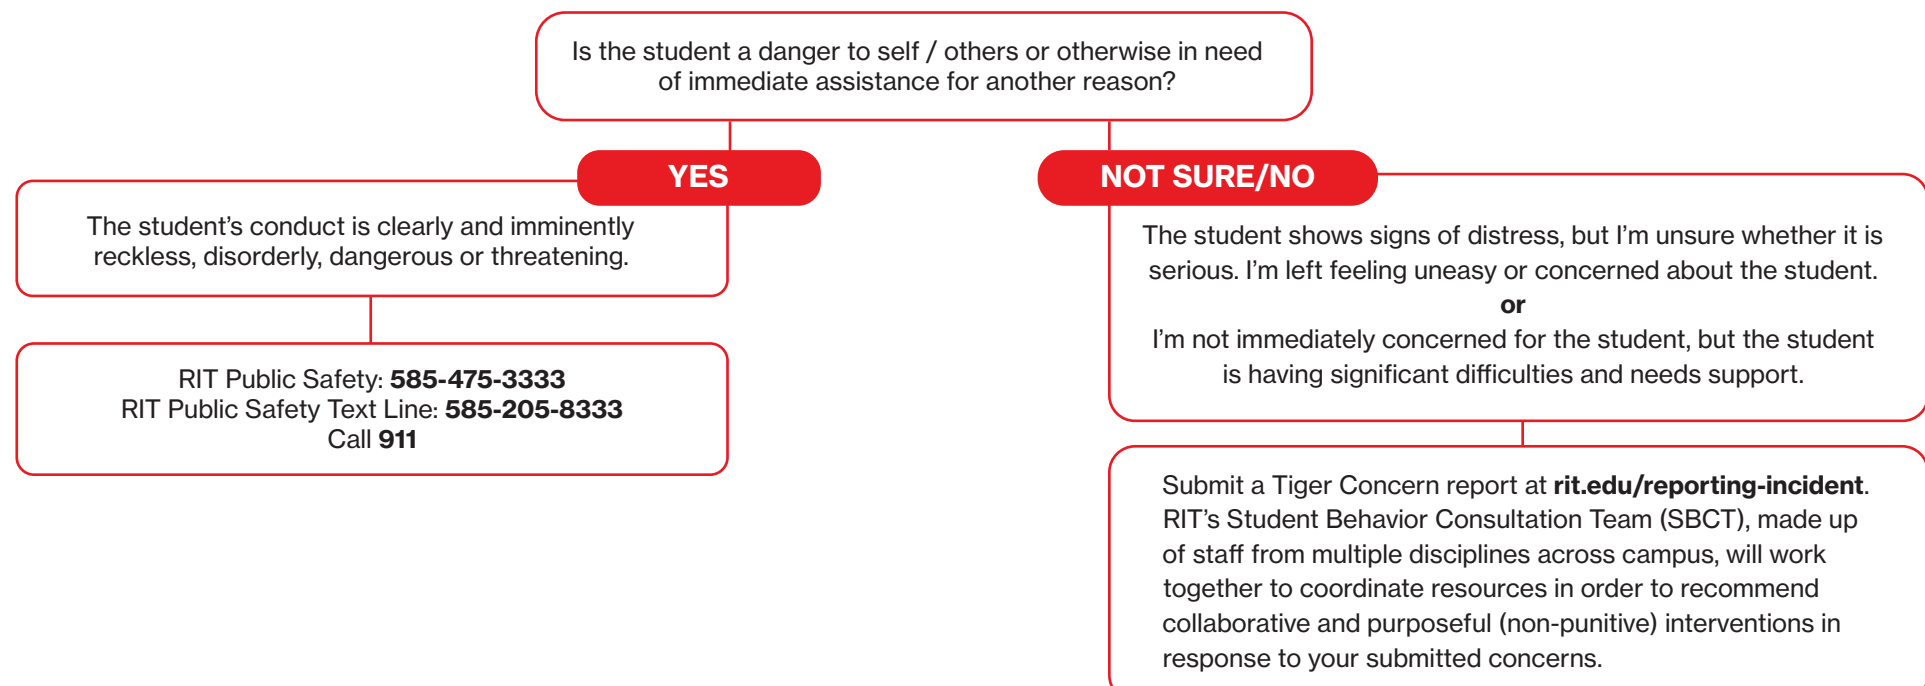 Is the student a danger to self / others or otherwise in need
of immediate assistance for another reason?
YES
The student’s conduct is clearly and imminently
reckless, disorderly, dangerous or threatening.
RIT Public Safety: 585-475-3333
RIT Public Safety Text Line: 585-205-8333
Call 911
NOT SURE/NO
The student shows signs of distress, but I’m unsure whether it is
serious. I’m left feeling uneasy or concerned about the student.
or
I’m not immediately concerned for the student, but the student
is having significant difficulties and needs support.
Submit a Tiger Concern report at rit.edu/reporting-incident.
RIT’s Student Behavior Consultation Team (SBCT), made up
of staff from multiple disciplines across campus, will work
together to coordinate resources in order to recommend
collaborative and purposeful (non-punitive) interventions in
response to your submitted concerns.